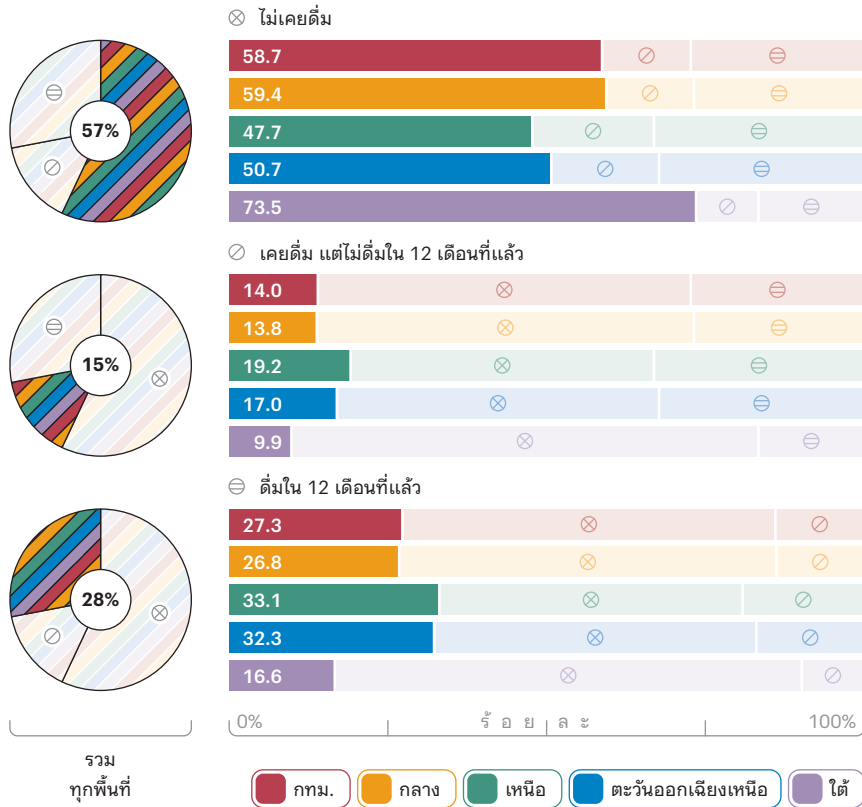 ไม่เคยดื่ม
57%
58.7
59.4
47.7
50.7
73.5
เคยดื่ม แต่ไม่ดื่มใน 12 เดือนที่แล้ว
15%
14.0
13.8
19.2
17.0
9.9
ดื่มใน 12 เดือนที่แล้ว
28%
27.3
26.8
33.1
32.3
16.6
0% ร้อยละ 100%
รวม
ทุกพื้นที่
กทม. กลาง เหนือ ตะวันออกเฉียงเหนือ ใต้